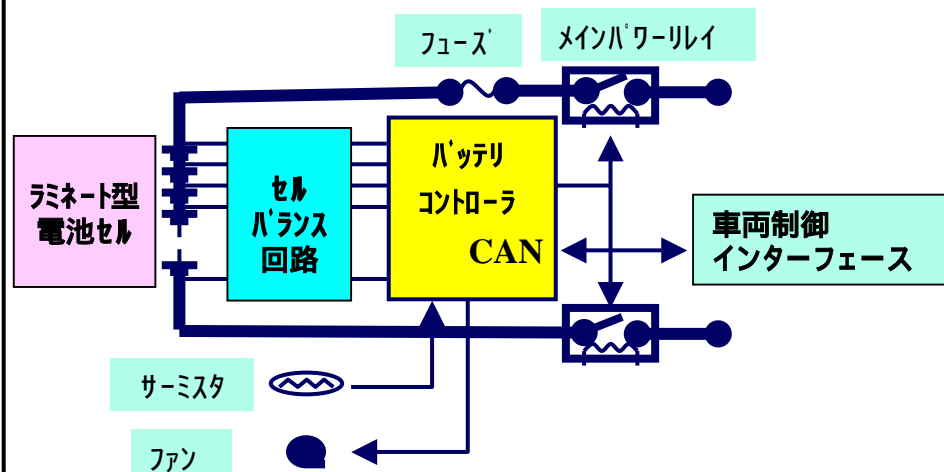 フューズ
メインパワーリレイ
ラミネート型
電池セル
セル
バランス
回路
バッテリ
コントローラ
CAN
車両制御
インターフェース
サーミスタ
ファン